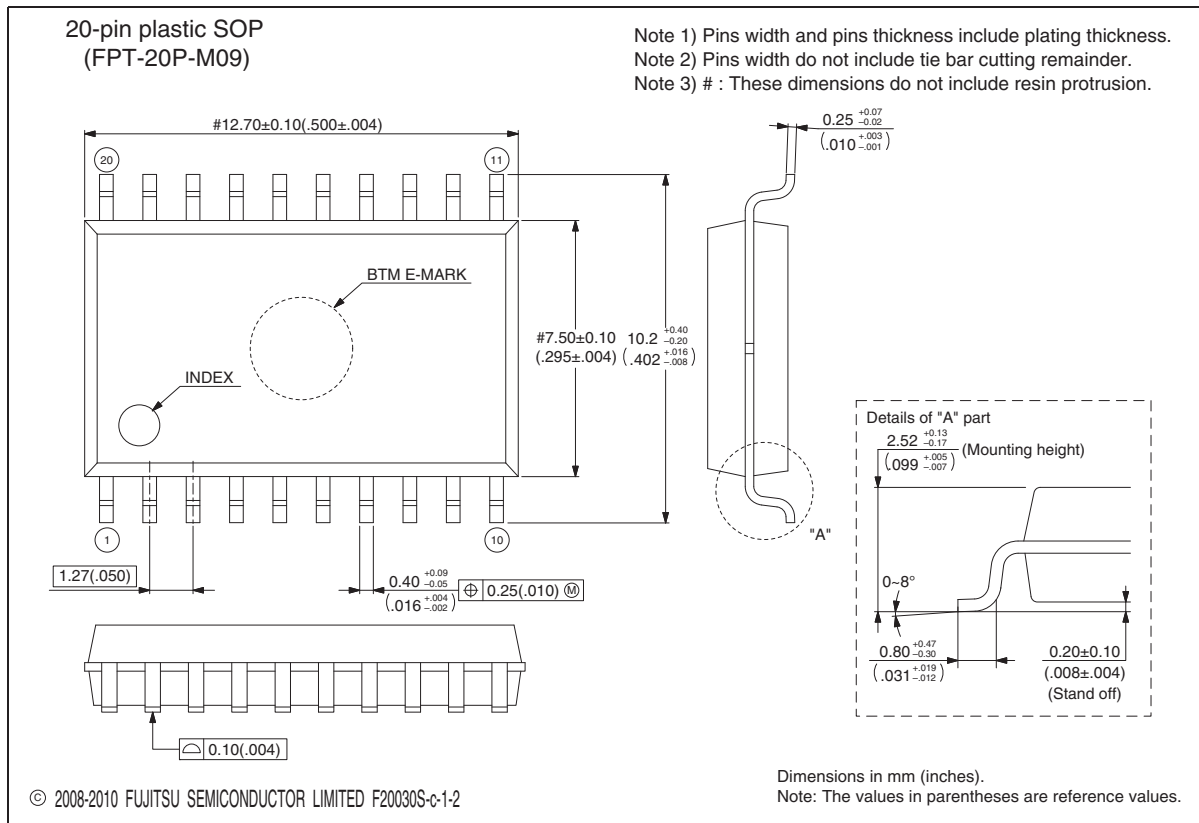 20-pin plastic SOP
(FPT-20P-M09)
Note 1) Pins width and pins thickness include plating thickness.
Note 2) Pins width do not include tie bar cutting remainder.
Note 3) # : These dimensions do not include resin protrusion.
#12.70±0.10(.500±.004)
0.25 +0.07 −0.02
(.010 +.003 −.001)
20
11
BTM E-MARK
#7.50±0.10
(.295±.004)
10.2 +0.40 −0.20
(.402 +.016 −.008)
INDEX
Details of "A" part
2.52 +0.13 −0.17 (Mounting height)
(.099 +.005 −.007)
1
10
"A"
1.27(.050)
0.40 +0.09 −0.05
(.016 +.004 −.002)
⌖ 0.25(.010) Ⓜ
0~8°
0.80 +0.47 −0.30
(.031 +.019 −.012)
0.20±0.10
(.008±.004)
(Stand off)
⌓ 0.10(.004)
© 2008-2010 FUJITSU SEMICONDUCTOR LIMITED F20030S-c-1-2
Dimensions in mm (inches).
Note: The values in parentheses are reference values.